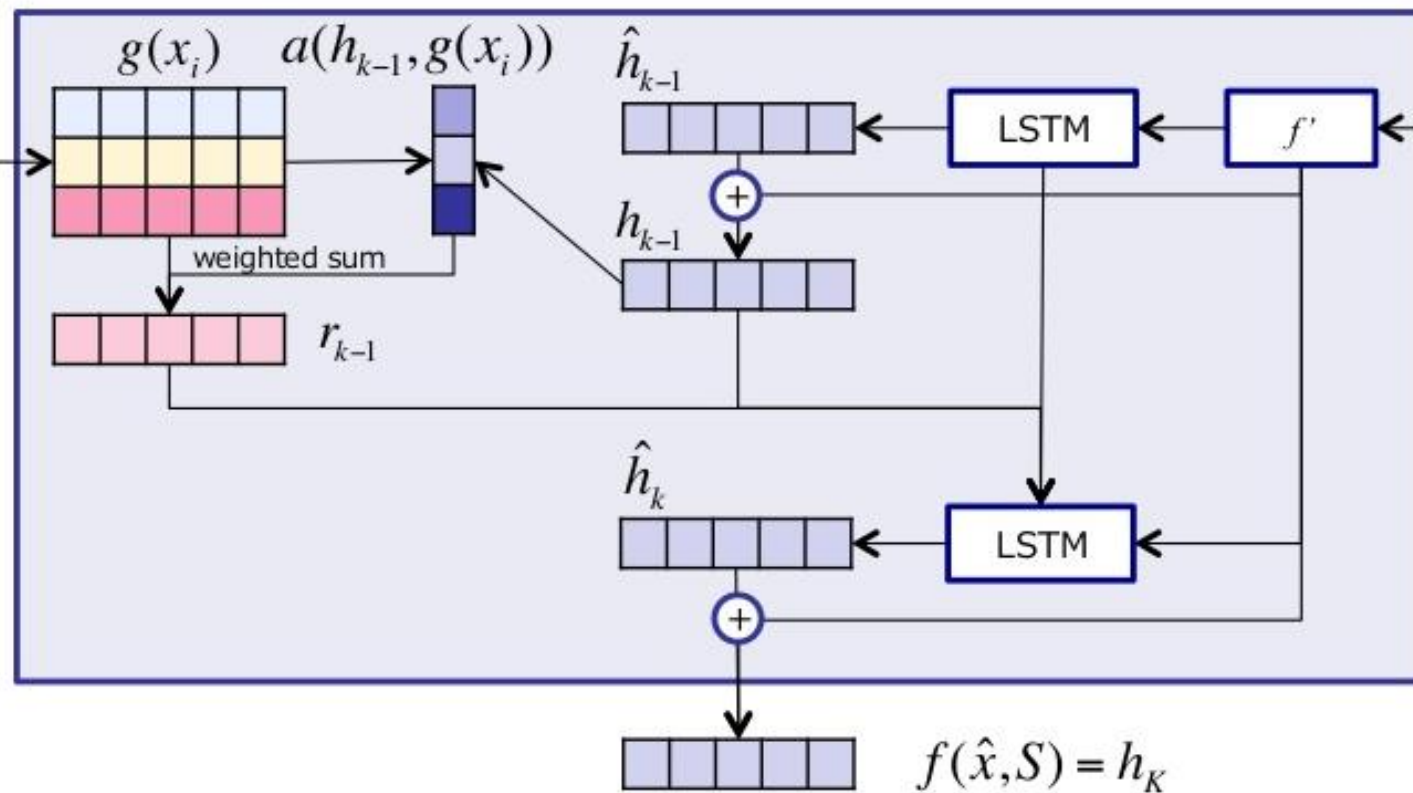 g(x_i) a(h_{k-1}, g(x_i)) ĥ_{k-1} LSTM f'
+
h_{k-1}
weighted sum
r_{k-1}
ĥ_k
LSTM
+
f(x̂, S) = h_K